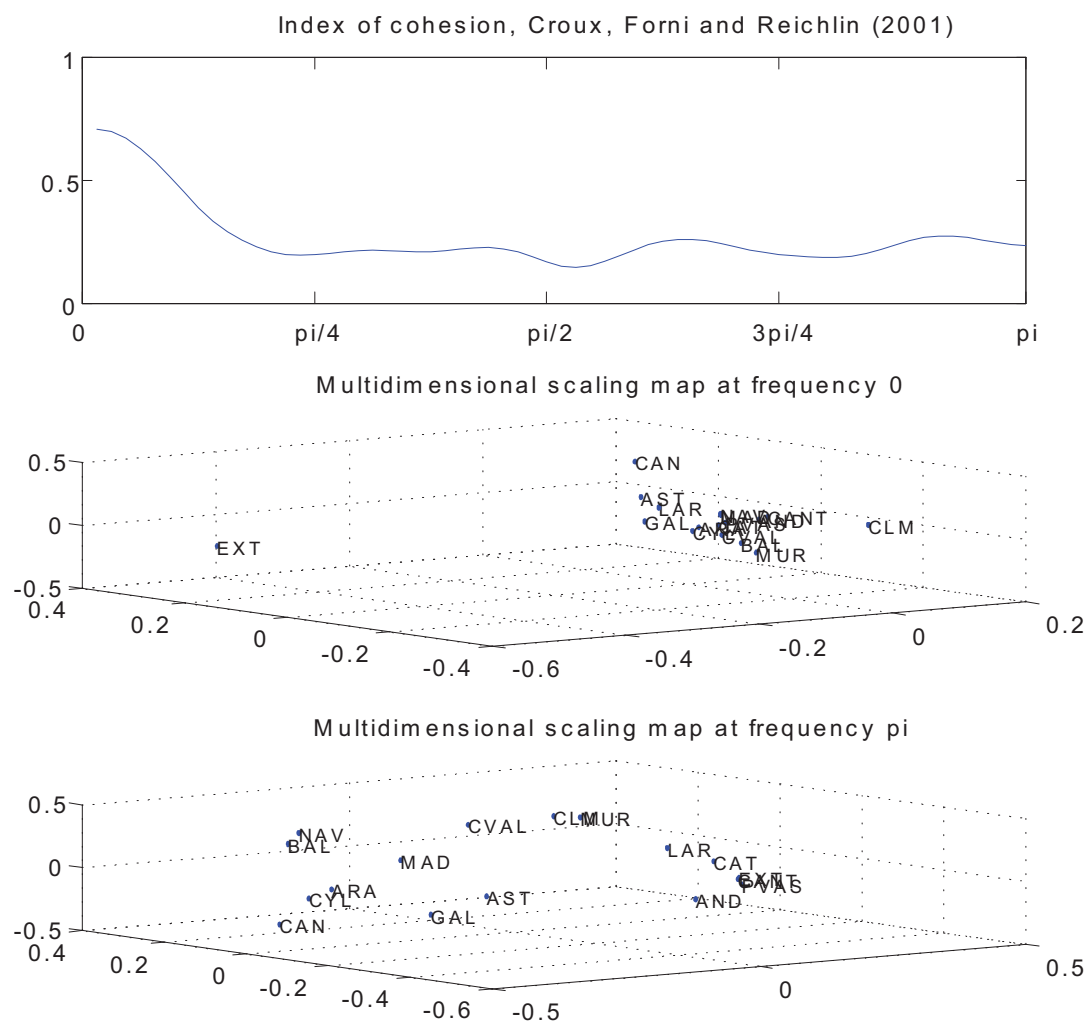 Index of cohesion, Croux, Forni and Reichlin (2001)
1
0.5
0
0 pi/4 pi/2 3pi/4 pi
Multidimensional scaling map at frequency 0
0.5
0
-0.5
CAN
AST
LAR
GAL
CANT
CVAL
BAL
MUR
CLM
EXT
0.4 0.2 0 -0.2 -0.4
-0.6 -0.4 -0.2 0 0.2
Multidimensional scaling map at frequency pi
0.5
0
-0.5
NAV
BAL
CVAL
CLM
MUR
MAD
LAR
CAT
EXT
PVAS
ARA
CYL
AST
AND
GAL
CAN
0.4 0.2 0 -0.2 -0.4 -0.6
-0.5 0 0.5